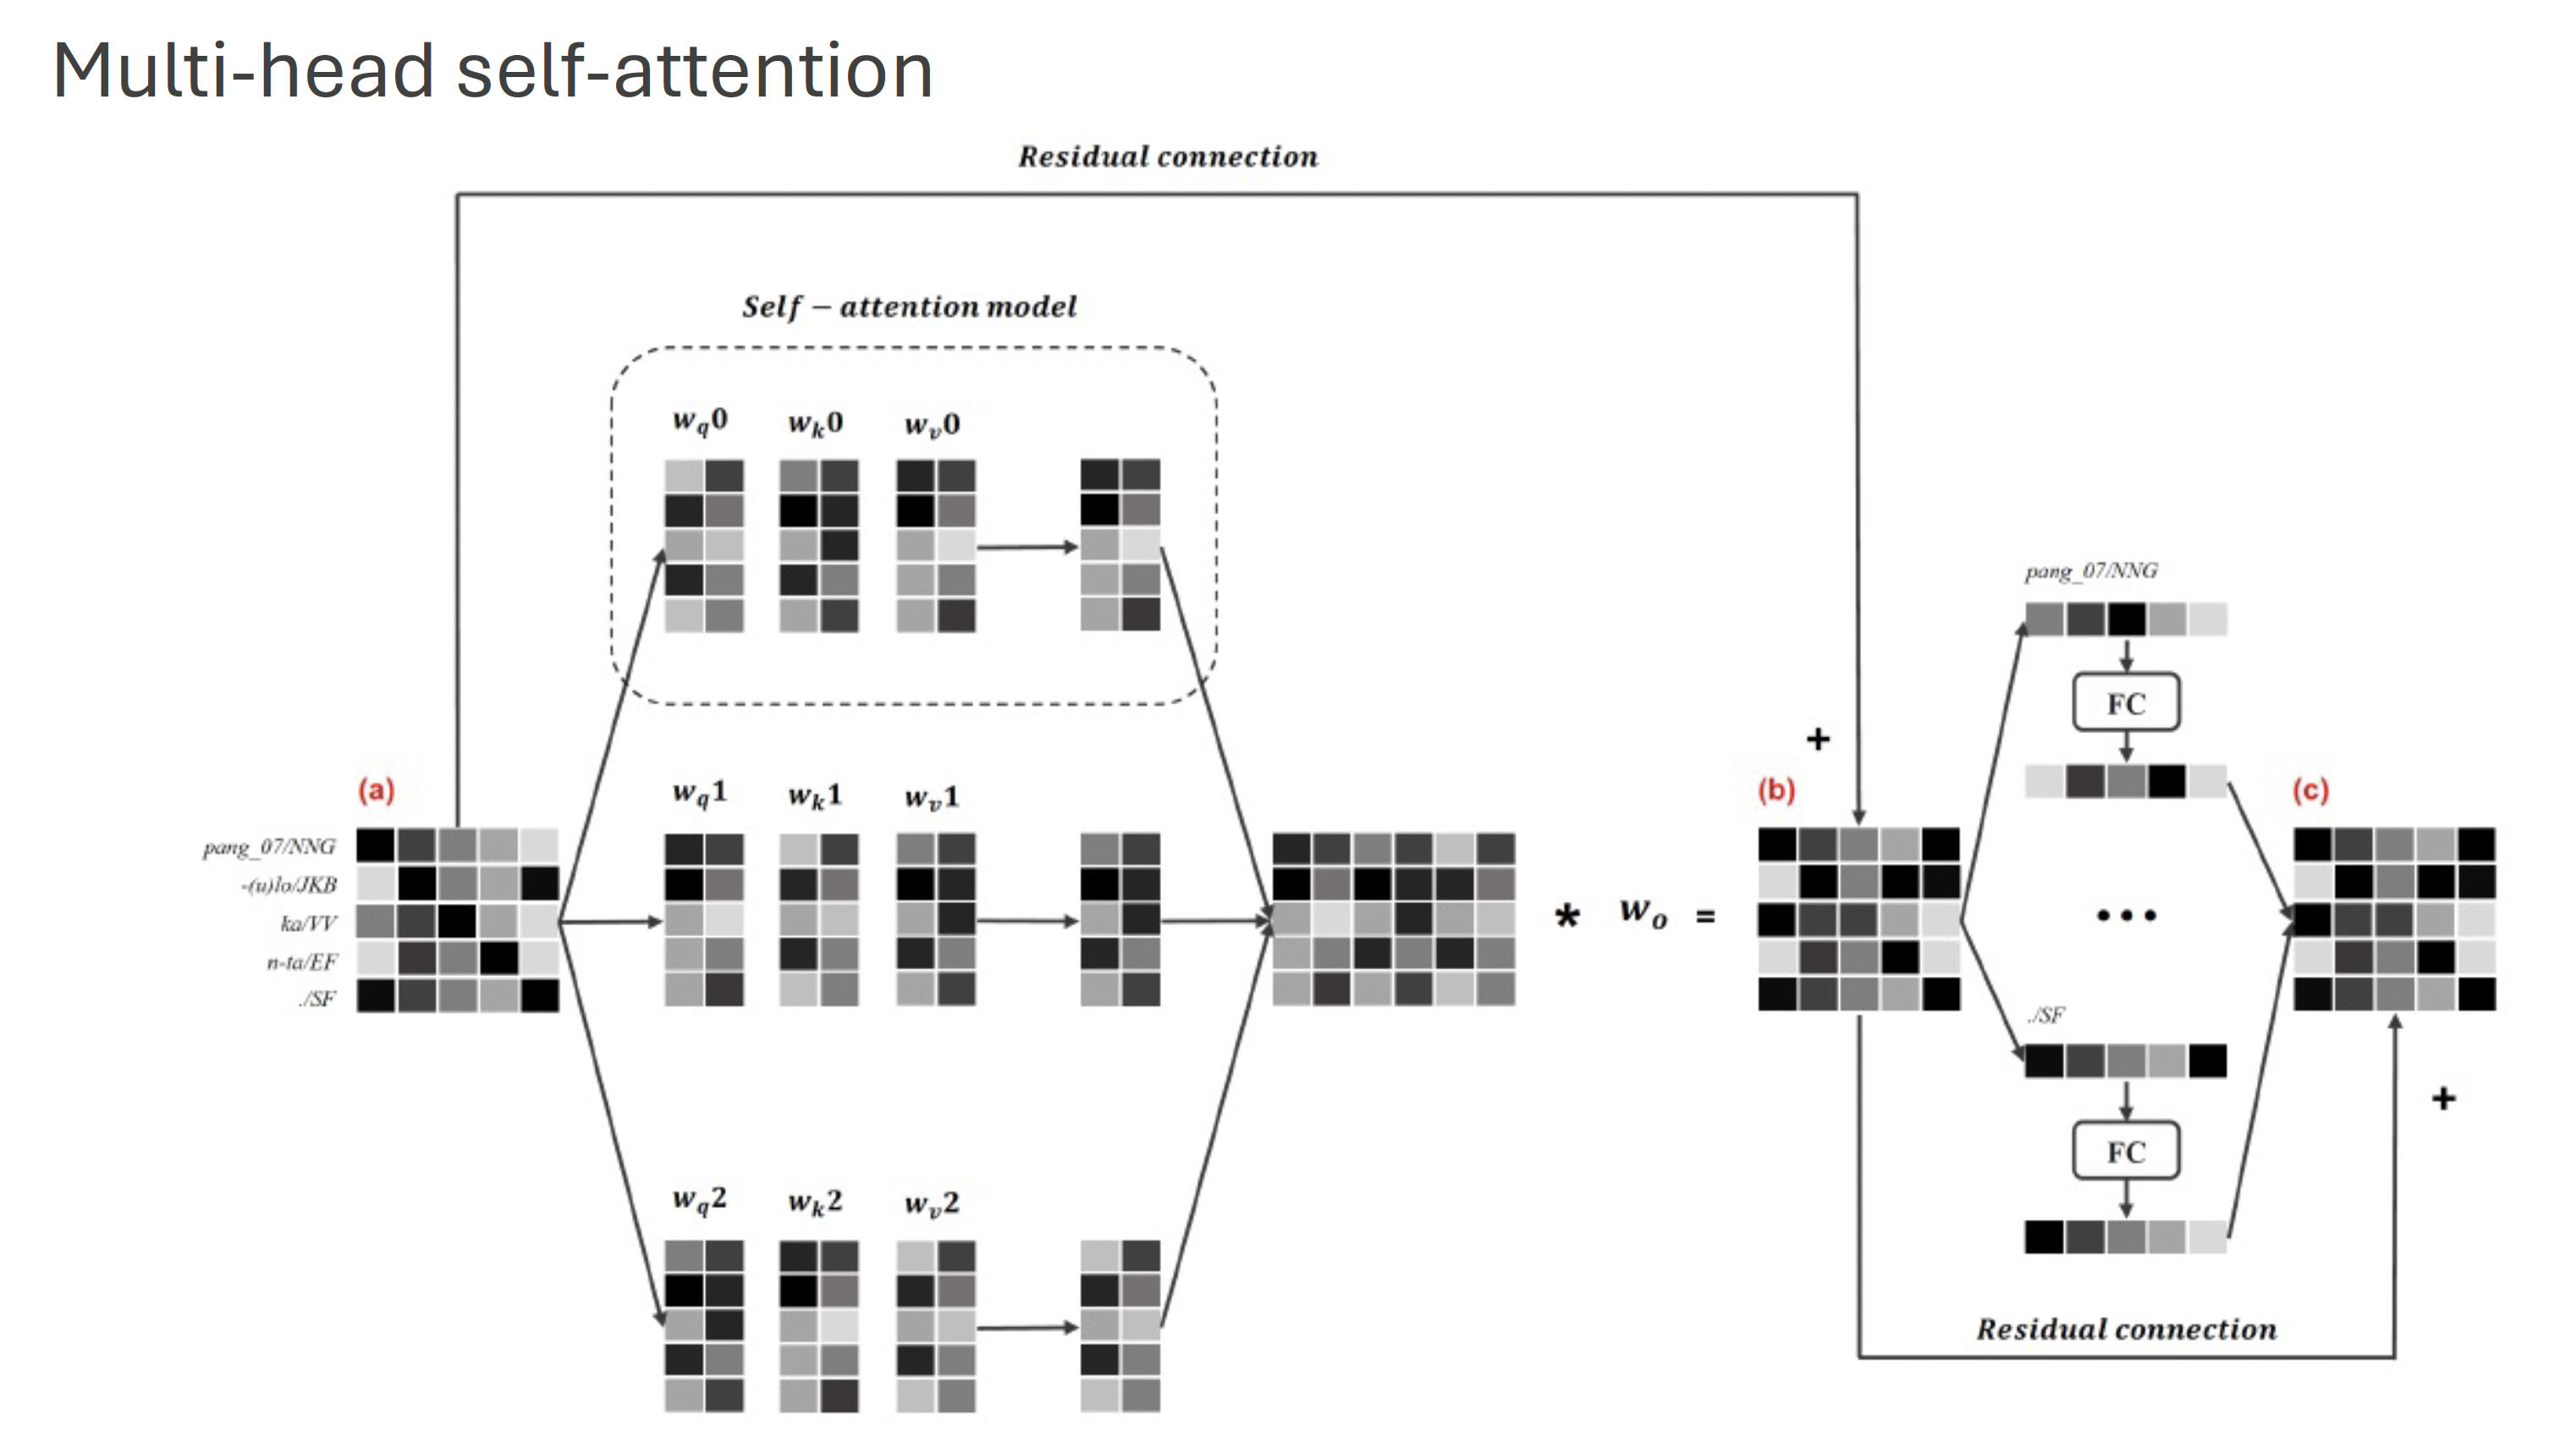 Multi-head self-attention
Residual connection
Self − attention model
w_q0 w_k0 w_v0
(a)
pang_07/NNG
-(u)lo/JKB
ka/VV
n-ta/EF
./SF
w_q1 w_k1 w_v1
w_q2 w_k2 w_v2
* w_o =
+
(b)
pang_07/NNG
FC
•••
./SF
FC
(c)
+
Residual connection